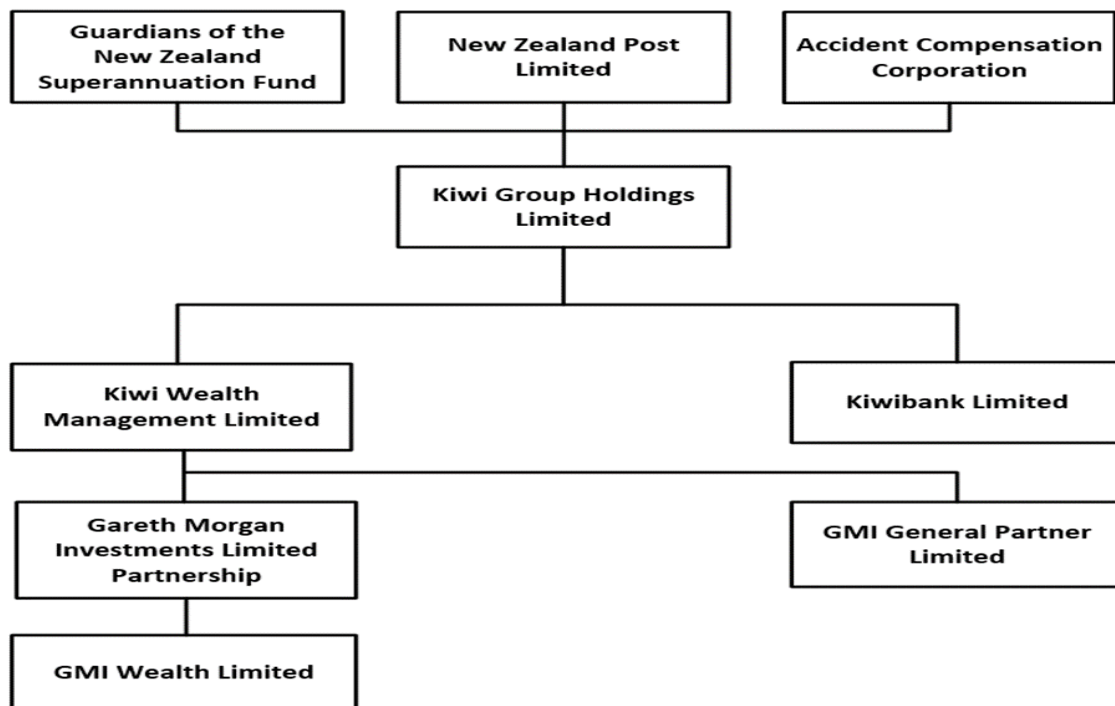 Guardians of the
New Zealand
Superannuation Fund
New Zealand Post
Limited
Accident Compensation
Corporation
Kiwi Group Holdings
Limited
Kiwi Wealth
Management Limited
Kiwibank Limited
Gareth Morgan
Investments Limited
Partnership
GMI General Partner
Limited
GMI Wealth Limited